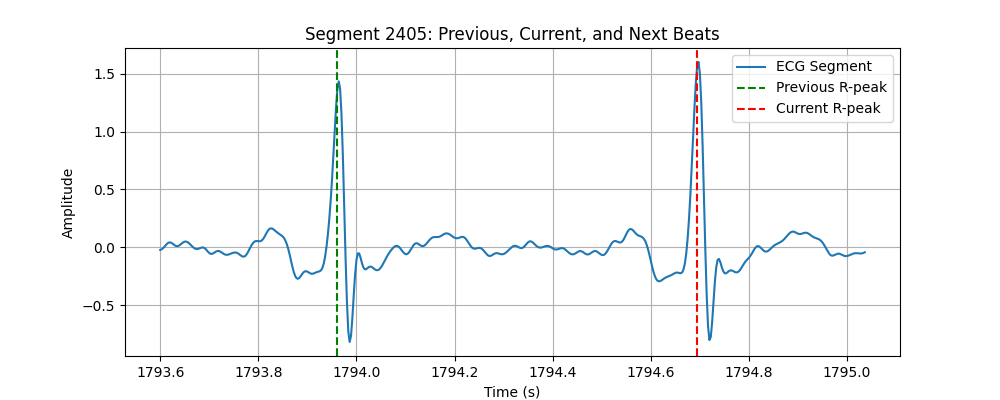 Segment 2405: Previous, Current, and Next Beats
ECG Segment
Previous R-peak
Current R-peak
Amplitude
1.5
1.0
0.5
0.0
−0.5
1793.6 1793.8 1794.0 1794.2 1794.4 1794.6 1794.8 1795.0
Time (s)